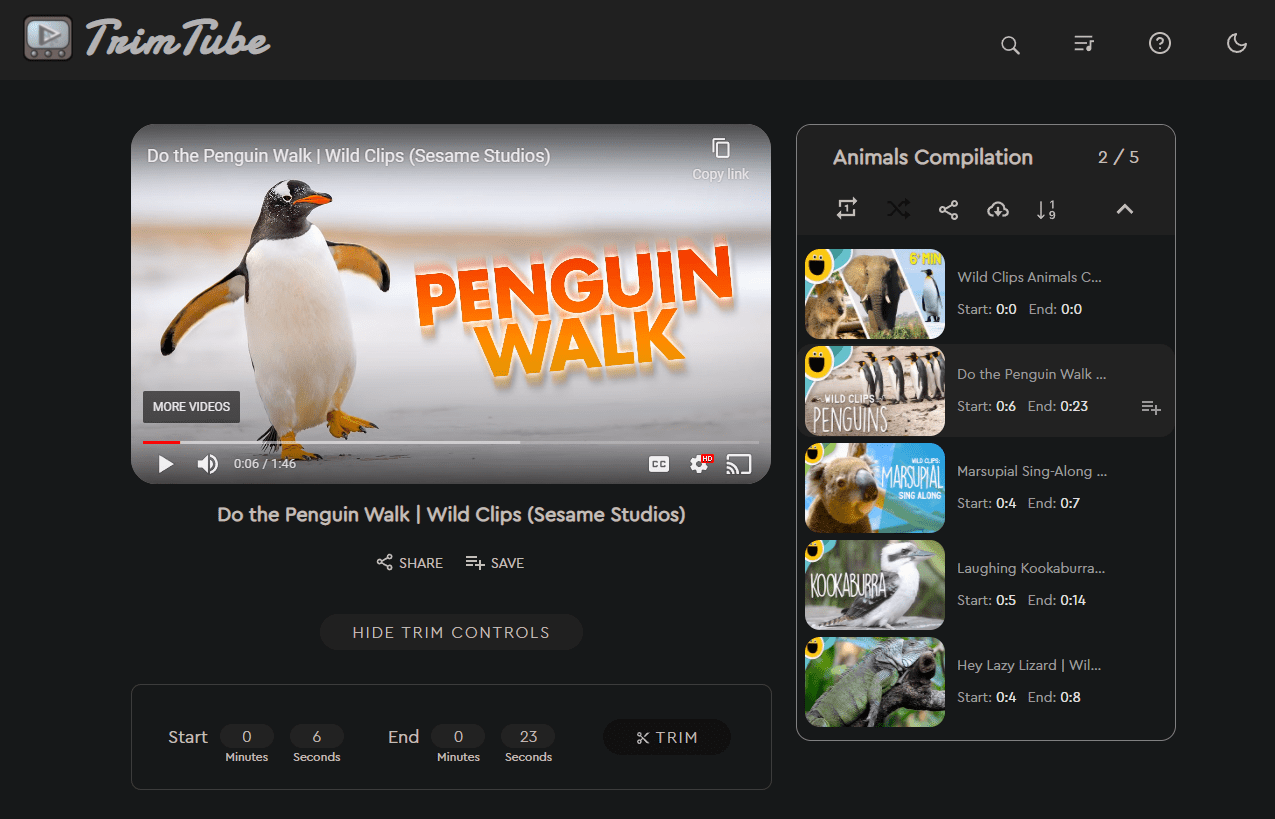 TrimTube
Do the Penguin Walk | Wild Clips (Sesame Studios)
Copy link
PENGUIN
WALK
MORE VIDEOS
0:06 / 1:46
CC
HD
Do the Penguin Walk | Wild Clips (Sesame Studios)
SHARE
SAVE
HIDE TRIM CONTROLS
Start
0
Minutes
6
Seconds
End
0
Minutes
23
Seconds
TRIM
Animals Compilation
2 / 5
1
1
9
6+ MIN
Wild Clips Animals C...
Start: 0:0 End: 0:0
WILD CLIPS
PENGUINS
Do the Penguin Walk ...
Start: 0:6 End: 0:23
WILD CLIPS:
MARSUPIAL
SING ALONG
Marsupial Sing-Along ...
Start: 0:4 End: 0:7
KOOKABURRA
Laughing Kookaburra...
Start: 0:5 End: 0:14
Hey Lazy Lizard | Wil...
Start: 0:4 End: 0:8